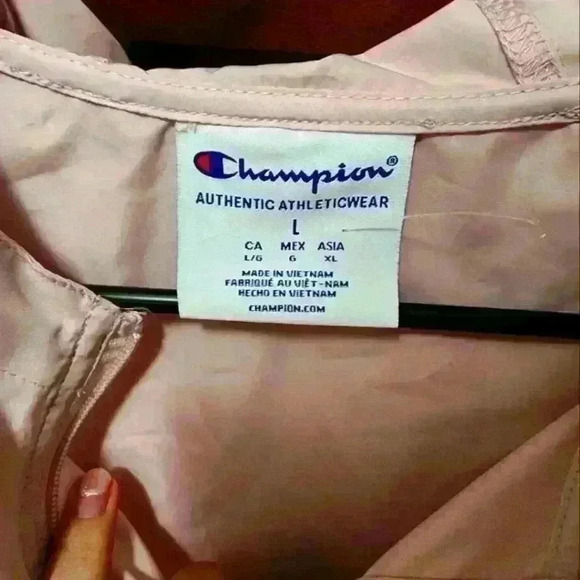 Champion®
AUTHENTIC ATHLETICWEAR
L
CA MEX ASIA
L/G G XL
MADE IN VIETNAM
FABRIQUÉ AU VIÊT-NAM
HECHO EN VIETNAM
CHAMPION.COM